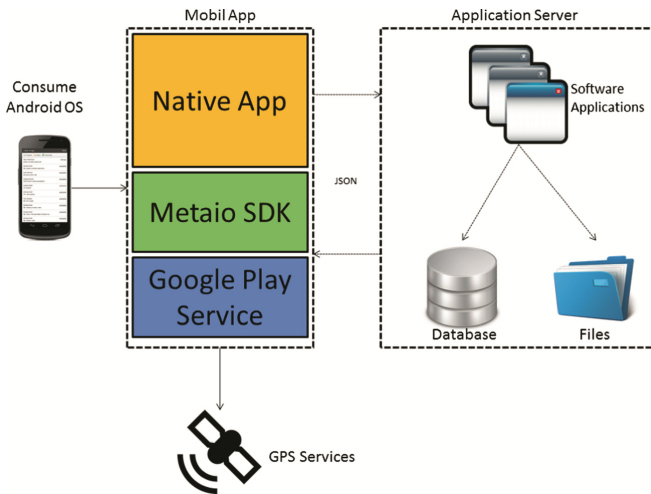 Mobil App
Application Server
Consume
Android OS
Native App
Metaio SDK
Google Play
Service
JSON
Software
Applications
Database
Files
GPS Services